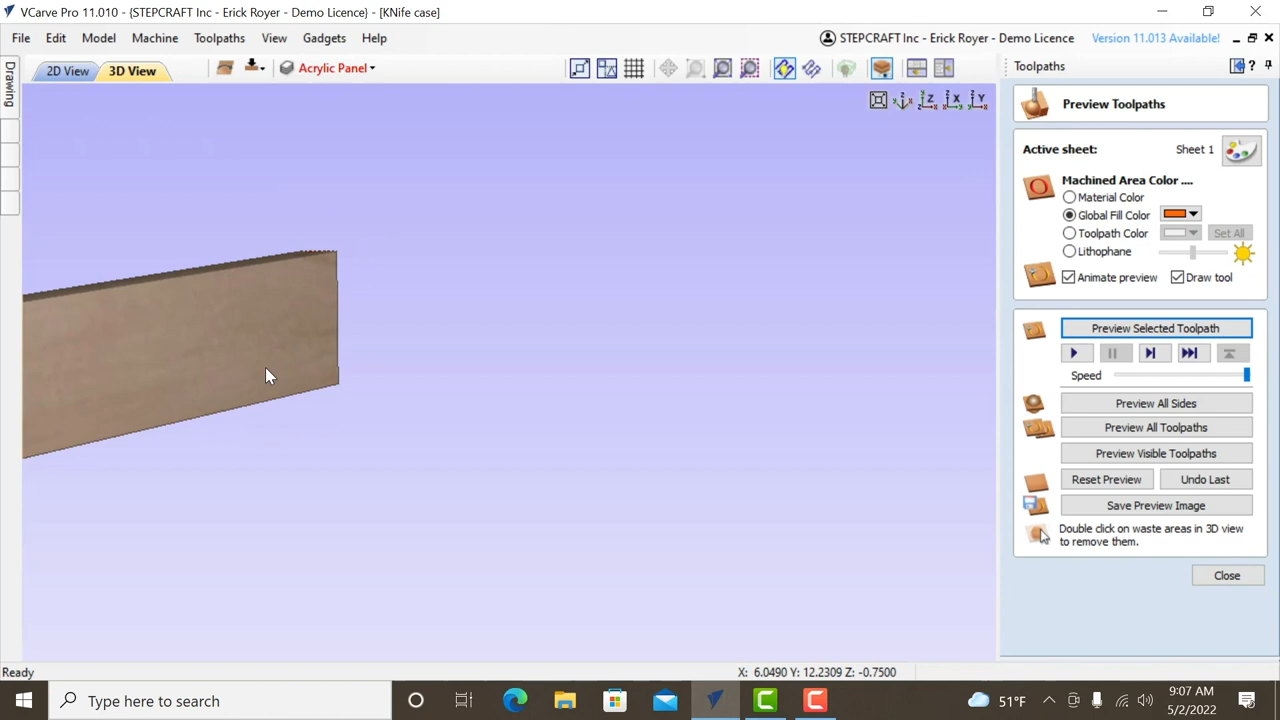 VCarve Pro 11.010 - {STEPCRAFT Inc - Erick Royer - Demo Licence} - [KNife case]
File Edit Model Machine Toolpaths View Gadgets Help
STEPCRAFT Inc - Erick Royer - Demo Licence Version 11.013 Available!
Drawing
2D View 3D View
Acrylic Panel
Z X Y
Toolpaths
Preview Toolpaths
Active sheet: Sheet 1
Machined Area Color ....
Material Color
Global Fill Color
Toolpath Color Set All
Lithophane
Animate preview Draw tool
Preview Selected Toolpath
Speed
Preview All Sides
Preview All Toolpaths
Preview Visible Toolpaths
Reset Preview Undo Last
Save Preview Image
Double click on waste areas in 3D view
to remove them.
Close
Ready X: 6.0490 Y: 12.2309 Z: -0.7500
Type here to search
51°F
9:07 AM
5/2/2022